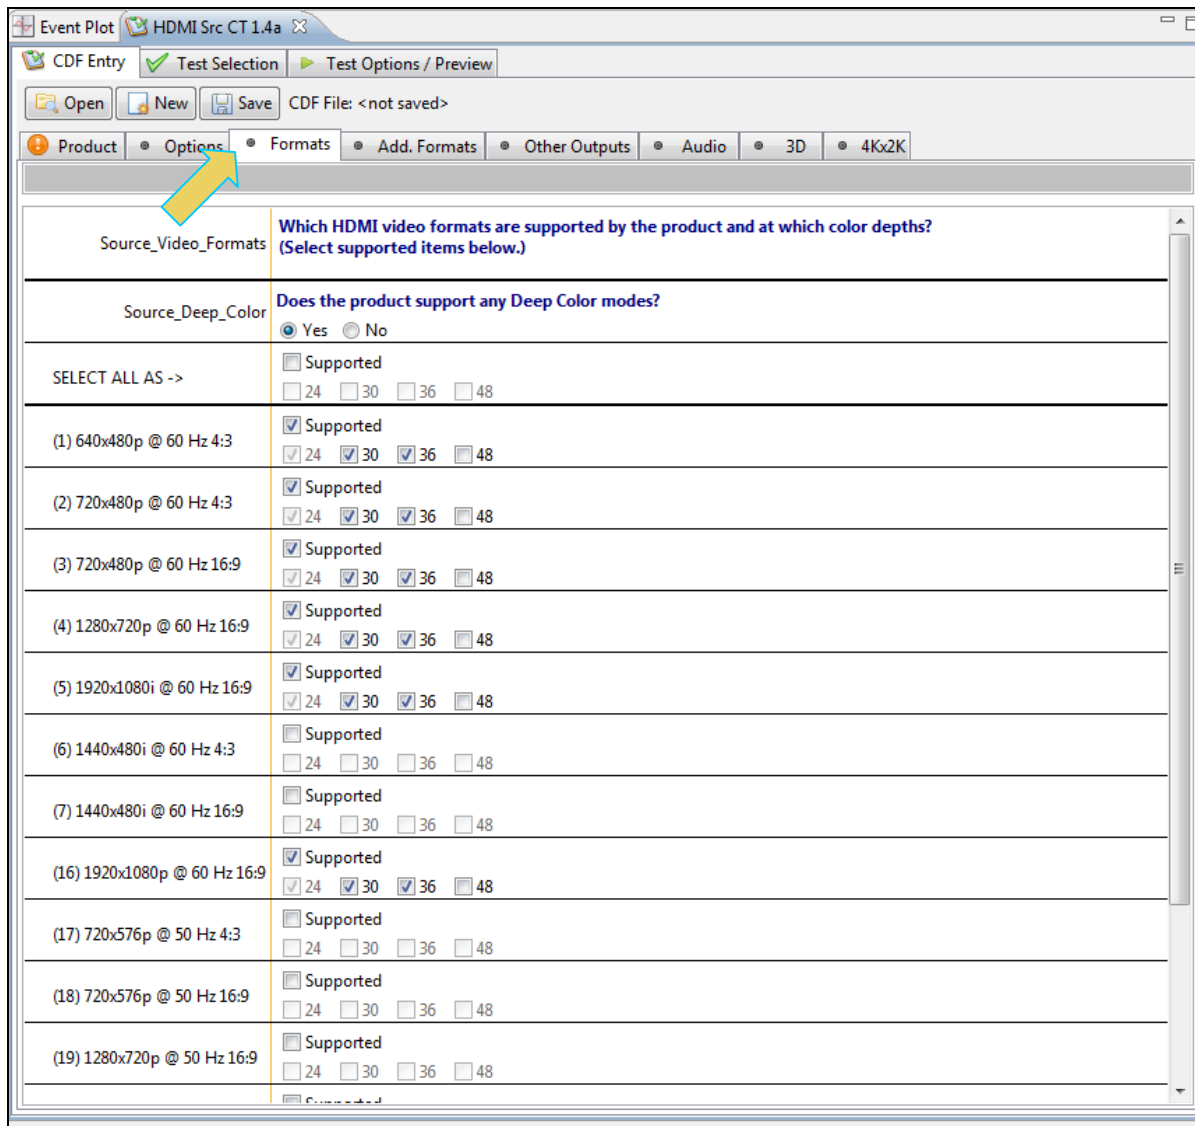 Event Plot HDMI Src CT 1.4a
CDF Entry Test Selection Test Options / Preview
Open New Save CDF File: <not saved>
Product Options Formats Add. Formats Other Outputs Audio 3D 4Kx2K
Source_Video_Formats Which HDMI video formats are supported by the product and at which color depths?
(Select supported items below.)
Source_Deep_Color Does the product support any Deep Color modes?
Yes No
SELECT ALL AS -> Supported
24 30 36 48
(1) 640x480p @ 60 Hz 4:3 Supported
24 30 36 48
(2) 720x480p @ 60 Hz 4:3 Supported
24 30 36 48
(3) 720x480p @ 60 Hz 16:9 Supported
24 30 36 48
(4) 1280x720p @ 60 Hz 16:9 Supported
24 30 36 48
(5) 1920x1080i @ 60 Hz 16:9 Supported
24 30 36 48
(6) 1440x480i @ 60 Hz 4:3 Supported
24 30 36 48
(7) 1440x480i @ 60 Hz 16:9 Supported
24 30 36 48
(16) 1920x1080p @ 60 Hz 16:9 Supported
24 30 36 48
(17) 720x576p @ 50 Hz 4:3 Supported
24 30 36 48
(18) 720x576p @ 50 Hz 16:9 Supported
24 30 36 48
(19) 1280x720p @ 50 Hz 16:9 Supported
24 30 36 48